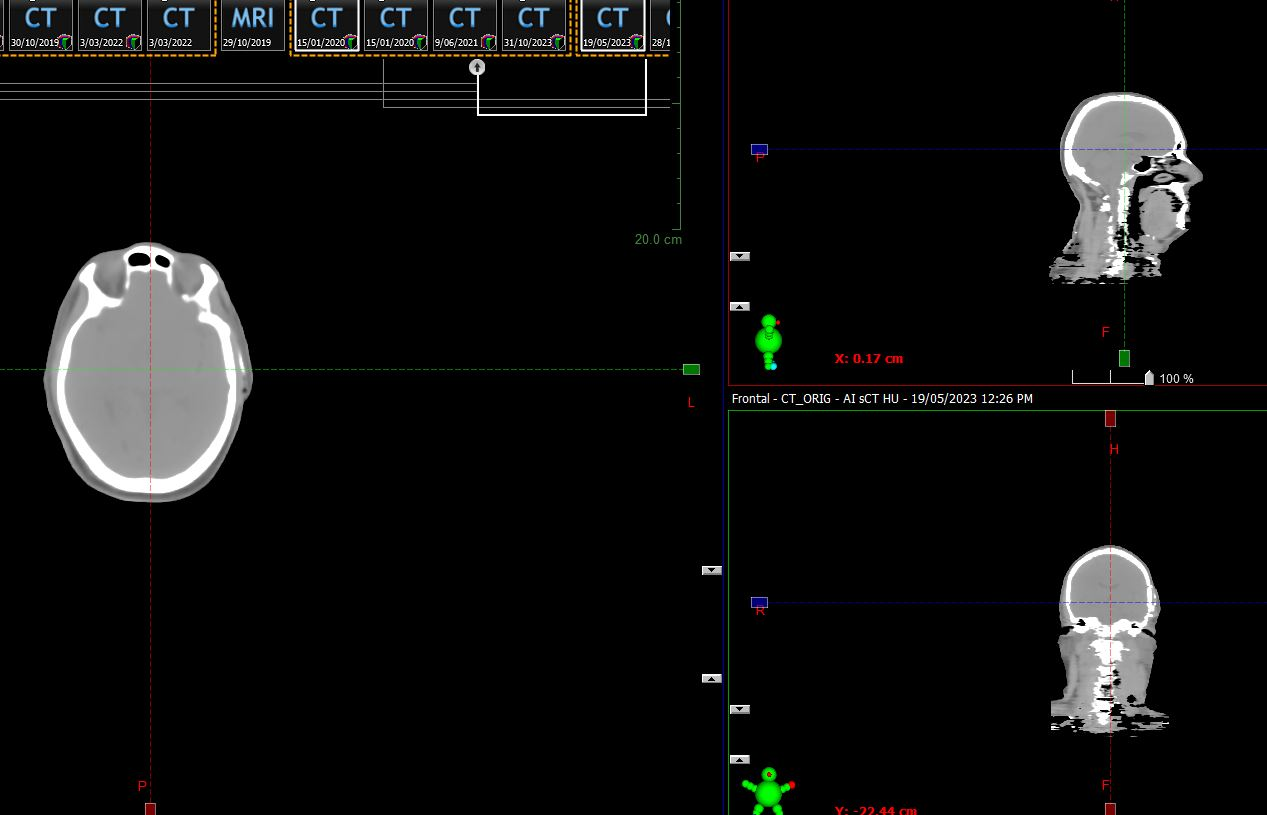 CT CT CT MRI CT CT CT CT CT
30/10/2019 3/03/2022 3/03/2022 29/10/2019 15/01/2020 15/01/2020 9/06/2021 31/10/2023 19/05/2023 28/1
20.0 cm
L
P
P
F
X: 0.17 cm
100 %
Frontal - CT_ORIG - AI sCT HU - 19/05/2023 12:26 PM
H
R
F
Y: -22.44 cm